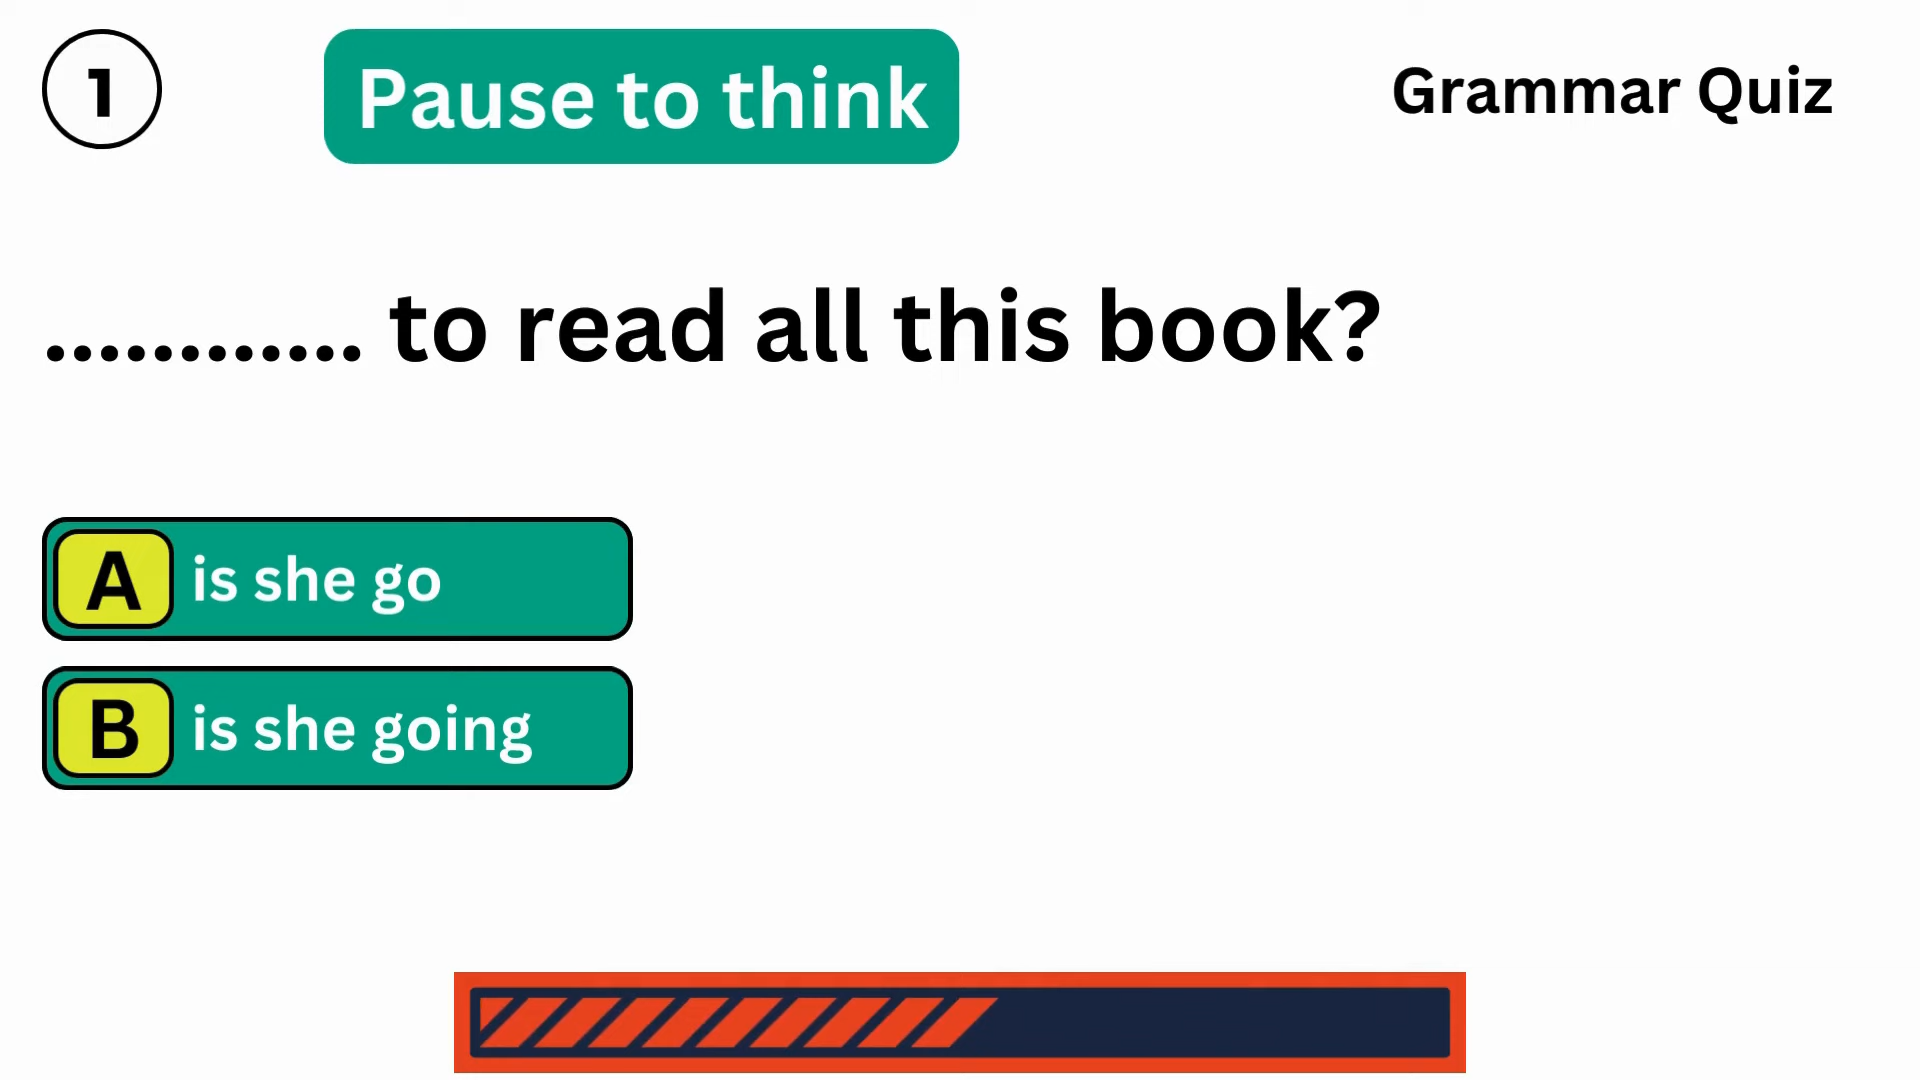 1
Pause to think
Grammar Quiz
............ to read all this book?
A is she go
B is she going